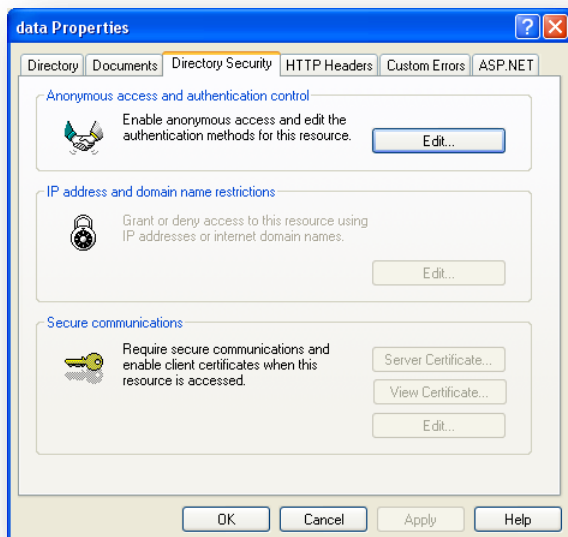 data Properties
Directory Documents Directory Security HTTP Headers Custom Errors ASP.NET
Anonymous access and authentication control
Enable anonymous access and edit the
authentication methods for this resource.
Edit...
IP address and domain name restrictions
Grant or deny access to this resource using
IP addresses or internet domain names.
Edit...
Secure communications
Require secure communications and
enable client certificates when this
resource is accessed.
Server Certificate...
View Certificate...
Edit...
OK Cancel Apply Help